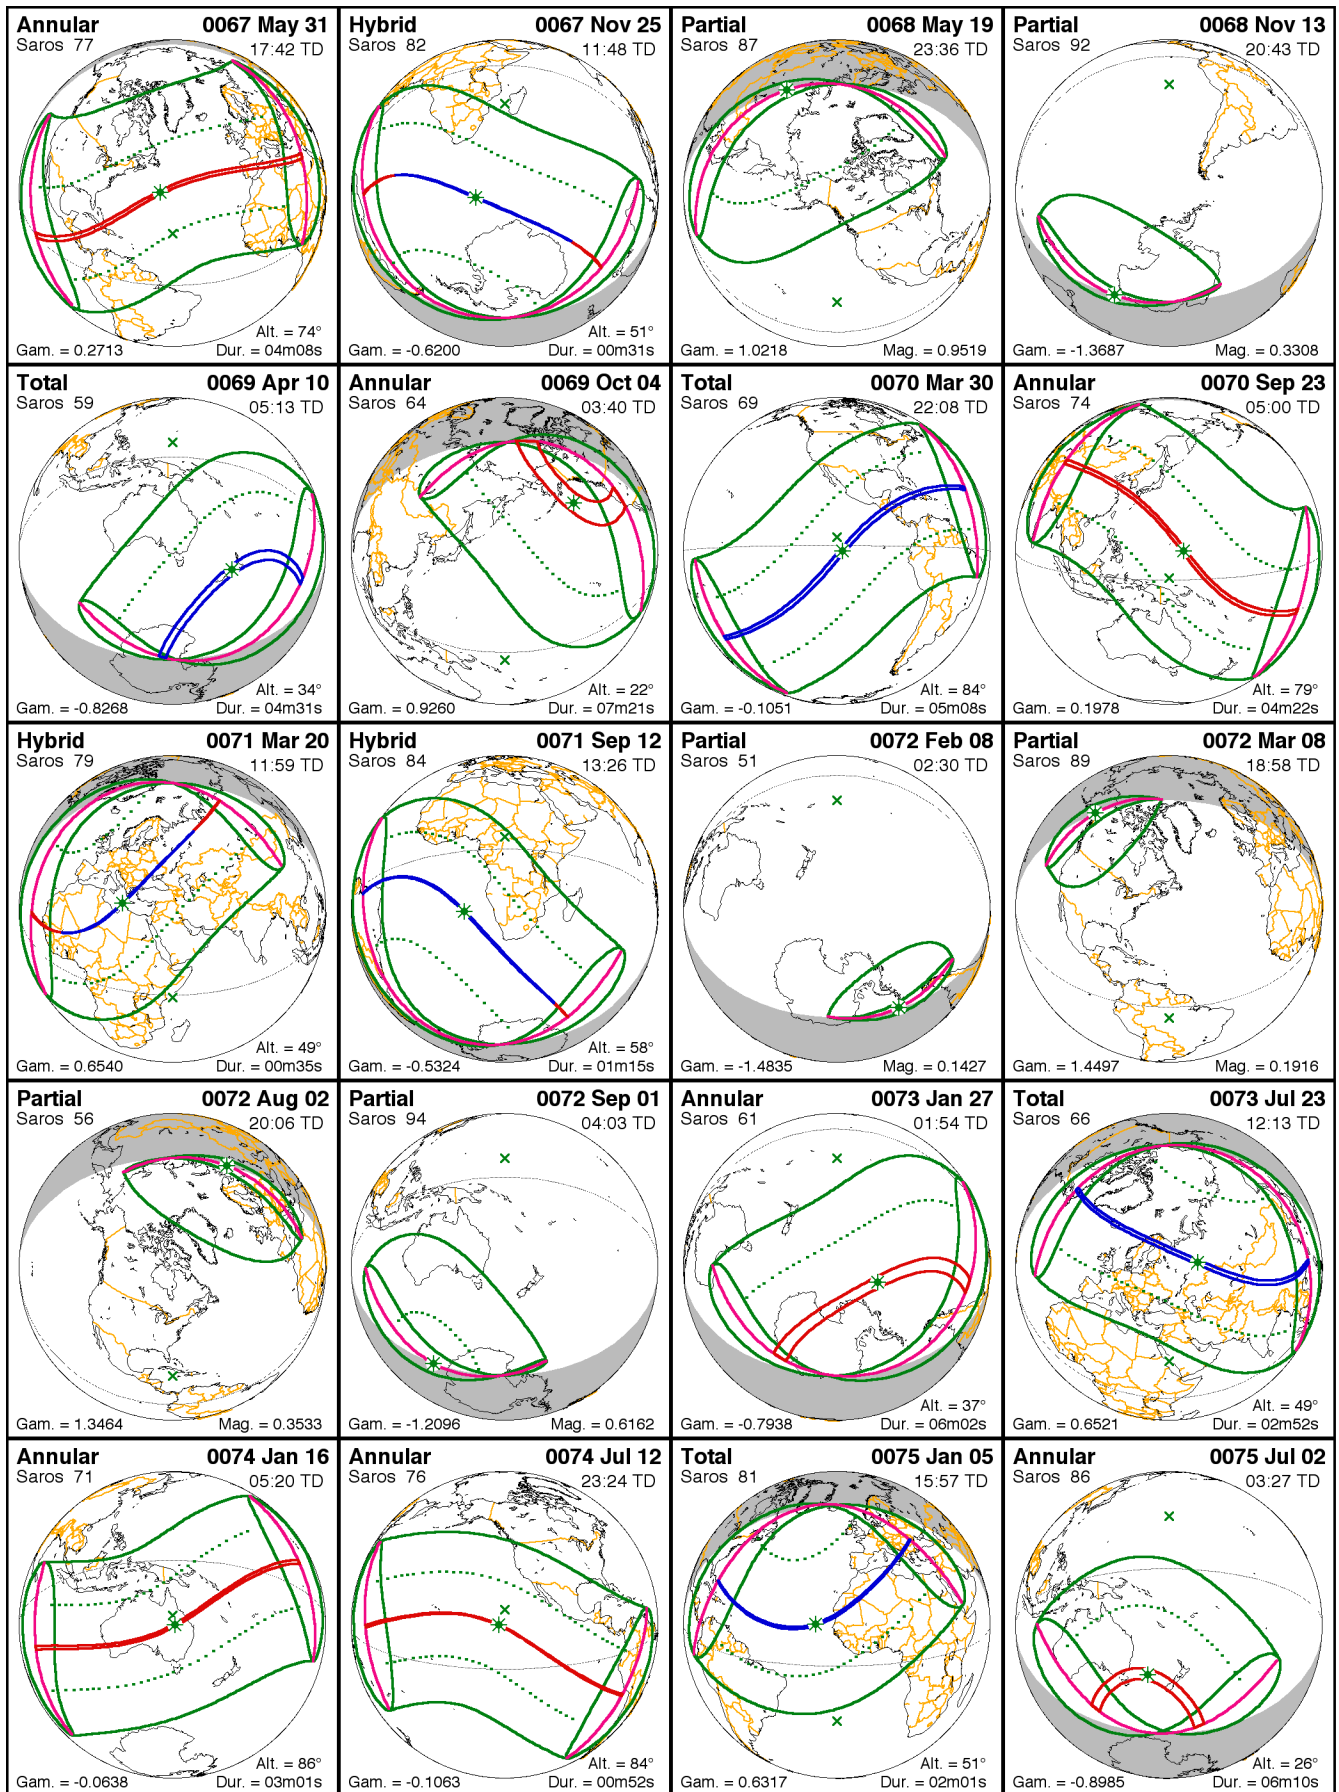 Annular 0067 May 31
Saros 77 17:42 TD
Alt. = 74°
Gam. = 0.2713 Dur. = 04m08s
Hybrid 0067 Nov 25
Saros 82 11:48 TD
Alt. = 51°
Gam. = -0.6200 Dur. = 00m31s
Partial 0068 May 19
Saros 87 23:36 TD
Gam. = 1.0218 Mag. = 0.9519
Partial 0068 Nov 13
Saros 92 20:43 TD
Gam. = -1.3687 Mag. = 0.3308
Total 0069 Apr 10
Saros 59 05:13 TD
Alt. = 34°
Gam. = -0.8268 Dur. = 04m31s
Annular 0069 Oct 04
Saros 64 03:40 TD
Alt. = 22°
Gam. = 0.9260 Dur. = 07m21s
Total 0070 Mar 30
Saros 69 22:08 TD
Alt. = 84°
Gam. = -0.1051 Dur. = 05m08s
Annular 0070 Sep 23
Saros 74 05:00 TD
Alt. = 79°
Gam. = 0.1978 Dur. = 04m22s
Hybrid 0071 Mar 20
Saros 79 11:59 TD
Alt. = 49°
Gam. = 0.6540 Dur. = 00m35s
Hybrid 0071 Sep 12
Saros 84 13:26 TD
Alt. = 58°
Gam. = -0.5324 Dur. = 01m15s
Partial 0072 Feb 08
Saros 51 02:30 TD
Gam. = -1.4835 Mag. = 0.1427
Partial 0072 Mar 08
Saros 89 18:58 TD
Gam. = 1.4497 Mag. = 0.1916
Partial 0072 Aug 02
Saros 56 20:06 TD
Gam. = 1.3464 Mag. = 0.3533
Partial 0072 Sep 01
Saros 94 04:03 TD
Gam. = -1.2096 Mag. = 0.6162
Annular 0073 Jan 27
Saros 61 01:54 TD
Alt. = 37°
Gam. = -0.7938 Dur. = 06m02s
Total 0073 Jul 23
Saros 66 12:13 TD
Alt. = 49°
Gam. = 0.6521 Dur. = 02m52s
Annular 0074 Jan 16
Saros 71 05:20 TD
Alt. = 86°
Gam. = -0.0638 Dur. = 03m01s
Annular 0074 Jul 12
Saros 76 23:24 TD
Alt. = 84°
Gam. = -0.1063 Dur. = 00m52s
Total 0075 Jan 05
Saros 81 15:57 TD
Alt. = 51°
Gam. = 0.6317 Dur. = 02m01s
Annular 0075 Jul 02
Saros 86 03:27 TD
Alt. = 26°
Gam. = -0.8985 Dur. = 06m10s